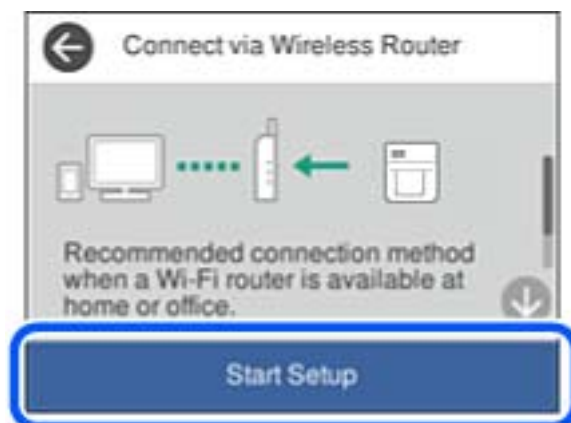 Connect via Wireless Router
Recommended connection method
when a Wi-Fi router is available at
home or office.
Start Setup